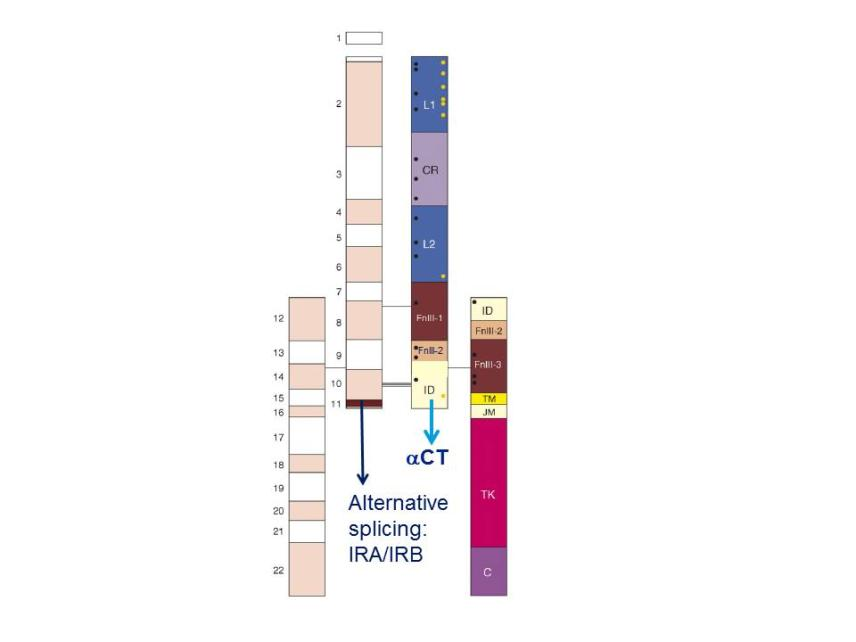 1
2
3
4
5
6
7
8
9
10
11
L1
CR
L2
FnIII-1
FnII-2
ID
αCT
Alternative
splicing:
IRA/IRB
12
13
14
15
16
17
18
19
20
21
22
ID
FnIII-2
FnIII-3
TM
JM
TK
C